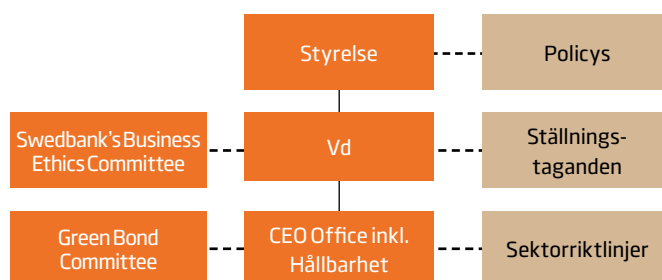 Styrelse
Policys
Swedbank's Business
Ethics Committee
Vd
Ställnings-
taganden
Green Bond
Committee
CEO Office inkl.
Hållbarhet
Sektorriktlinjer